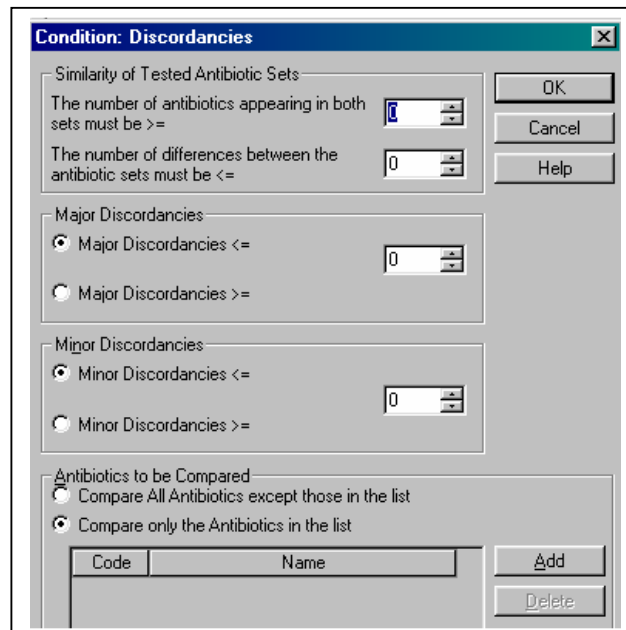 Condition: Discordancies
Similarity of Tested Antibiotic Sets
The number of antibiotics appearing in both
sets must be >=
0
The number of differences between the
antibiotic sets must be <=
0
OK
Cancel
Help
Major Discordancies
Major Discordancies <=
0
Major Discordancies >=
Minor Discordancies
Minor Discordancies <=
0
Minor Discordancies >=
Antibiotics to be Compared
Compare All Antibiotics except those in the list
Compare only the Antibiotics in the list
Code Name
Add
Delete